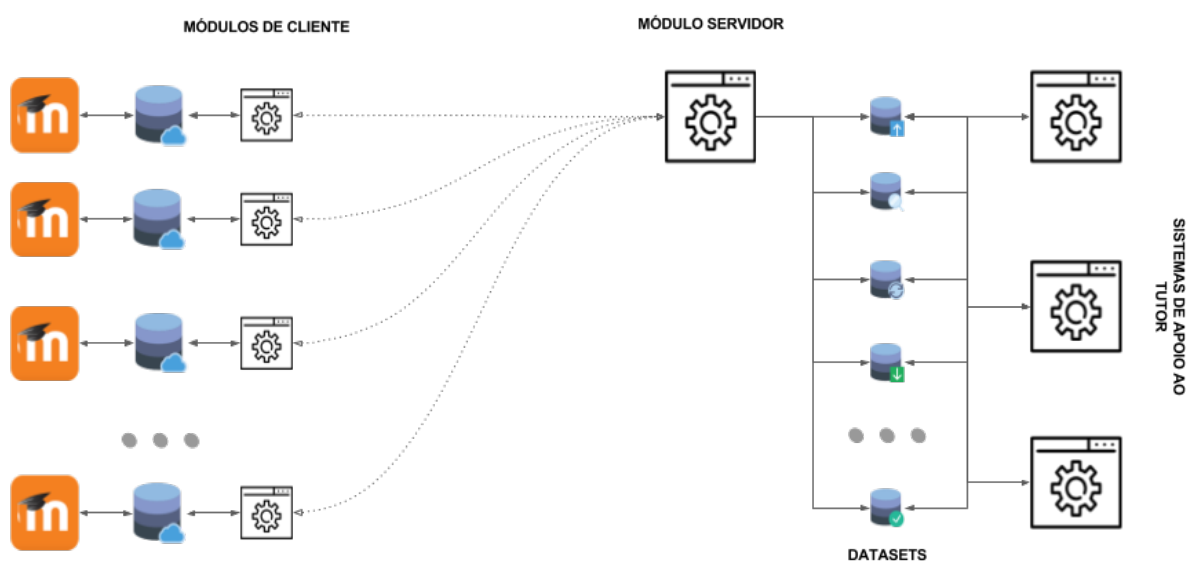 MÓDULOS DE CLIENTE
MÓDULO SERVIDOR
SISTEMAS DE APOIO AO
TUTOR
DATASETS